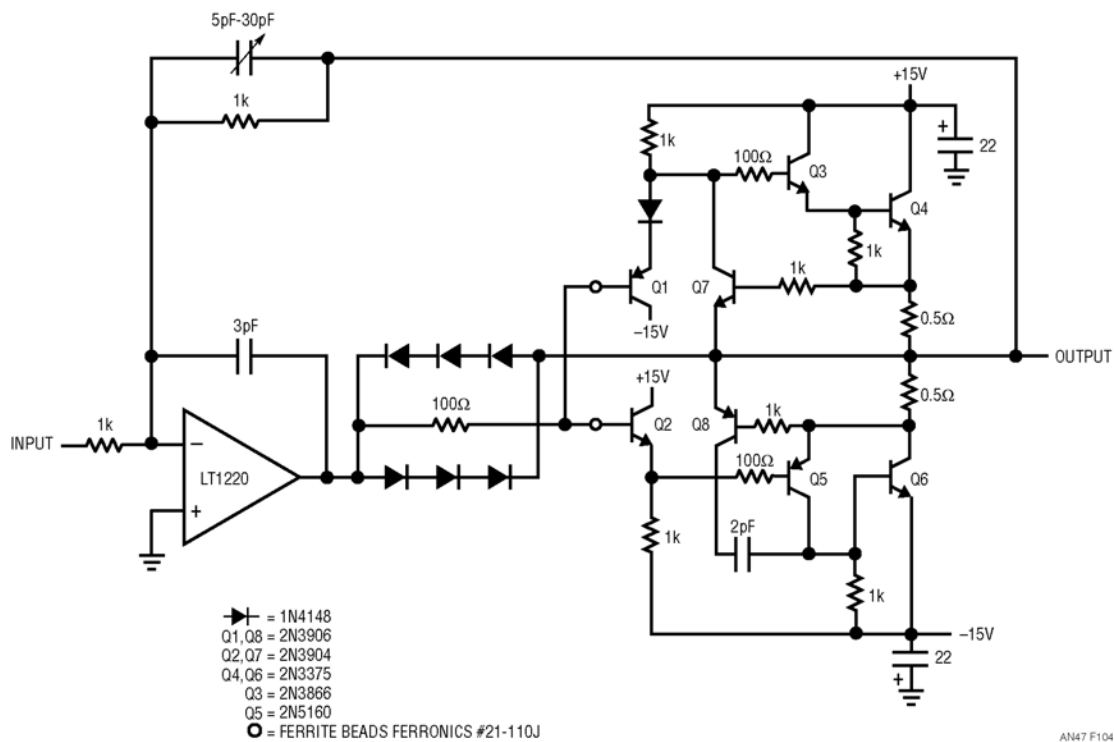 5pF-30pF
1k
+15V
1k
100Ω
Q3
22
+
Q4
1k
1k
Q1
Q7
0.5Ω
–15V
3pF
OUTPUT
+15V
0.5Ω
100Ω
Q2
Q8
1k
1k
INPUT
–
100Ω
Q5
Q6
LT1220
+
1k
2pF
1k
–15V
22
+
= 1N4148
Q1, Q8 = 2N3906
Q2, Q7 = 2N3904
Q4, Q6 = 2N3375
Q3 = 2N3866
Q5 = 2N5160
= FERRITE BEADS FERRONICS #21-110J
AN47 F104